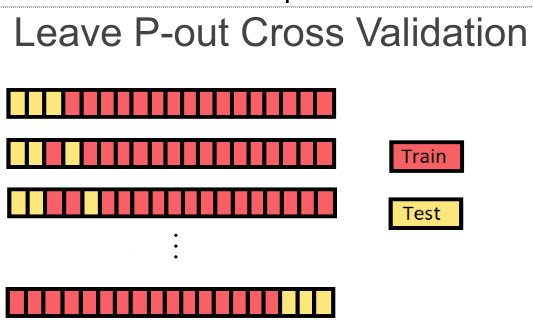 Leave P-out Cross Validation
Train
Test